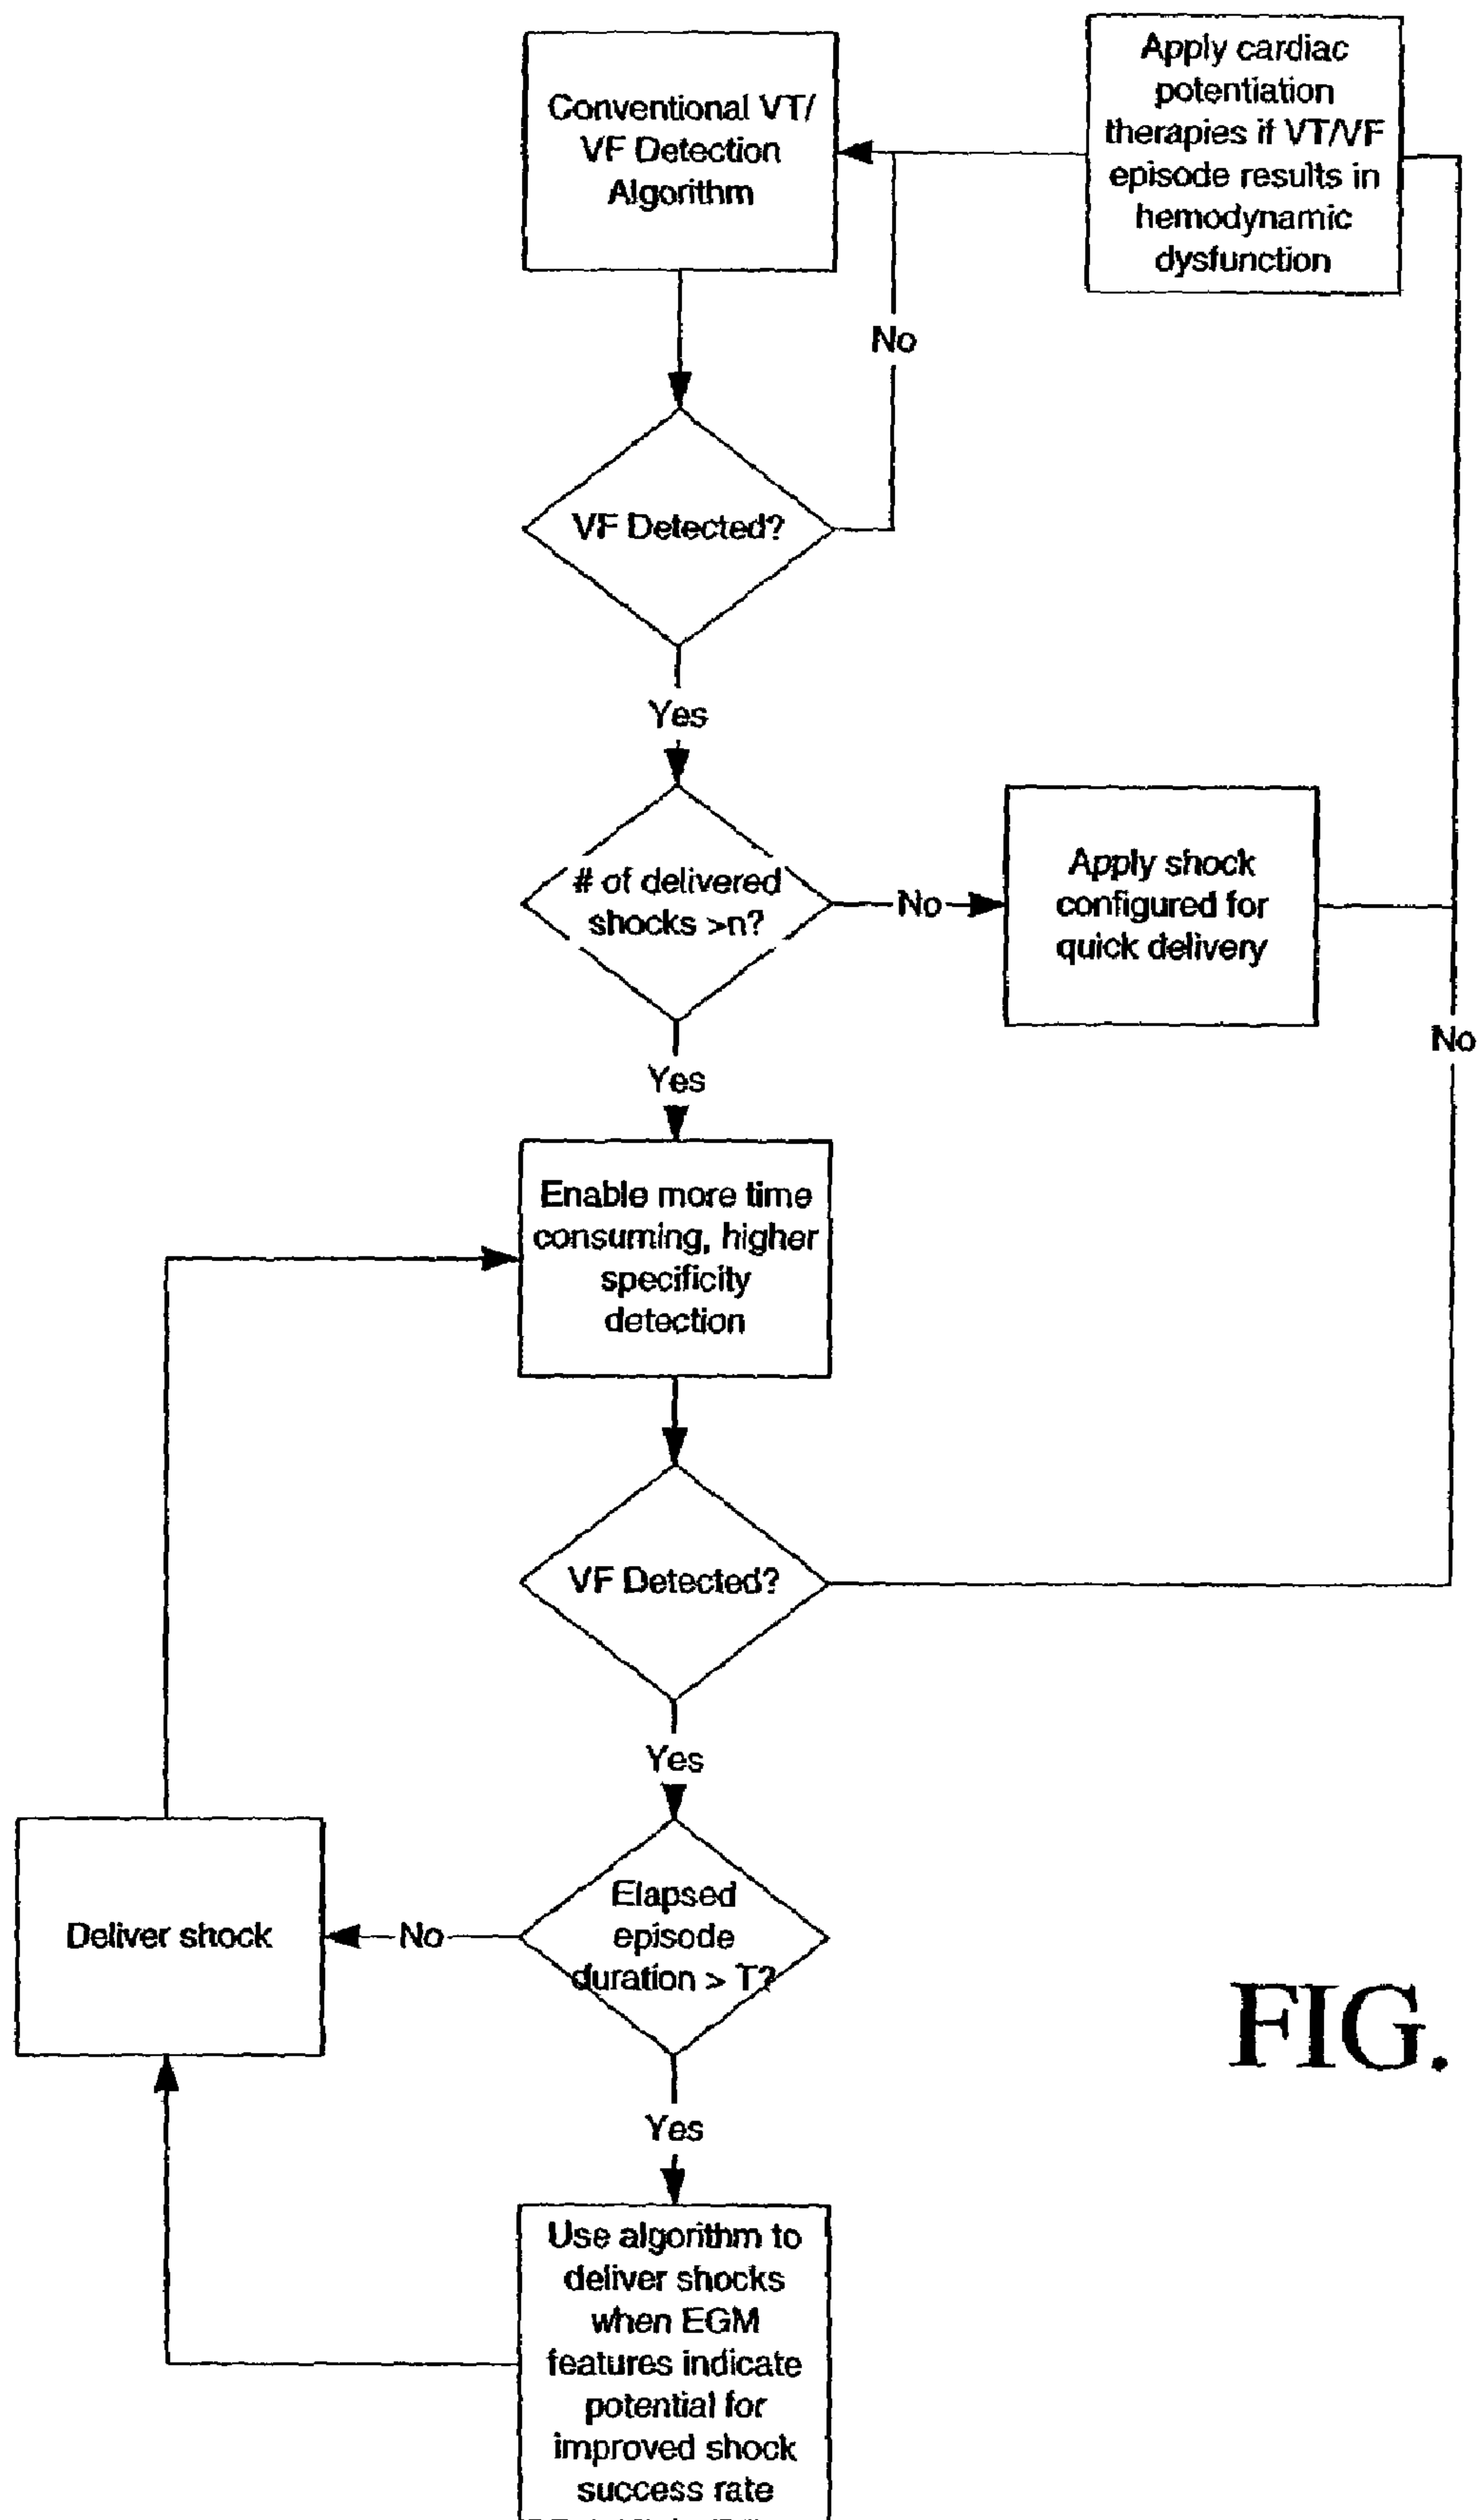 Conventional VT/
VF Detection
Algorithm
Apply cardiac
potentiation
therapies if VT/VF
episode results in
hemodynamic
dysfunction
No
VF Detected?
Yes
# of delivered
shocks >n?
No
Apply shock
configured for
quick delivery
No
Yes
Enable more time
consuming, higher
specificity
detection
VF Detected?
Yes
Elapsed
episode
duration > T?
No
Deliver shock
FIG.
Yes
Use algorithm to
deliver shocks
when EGM
features indicate
potential for
improved shock
success rate